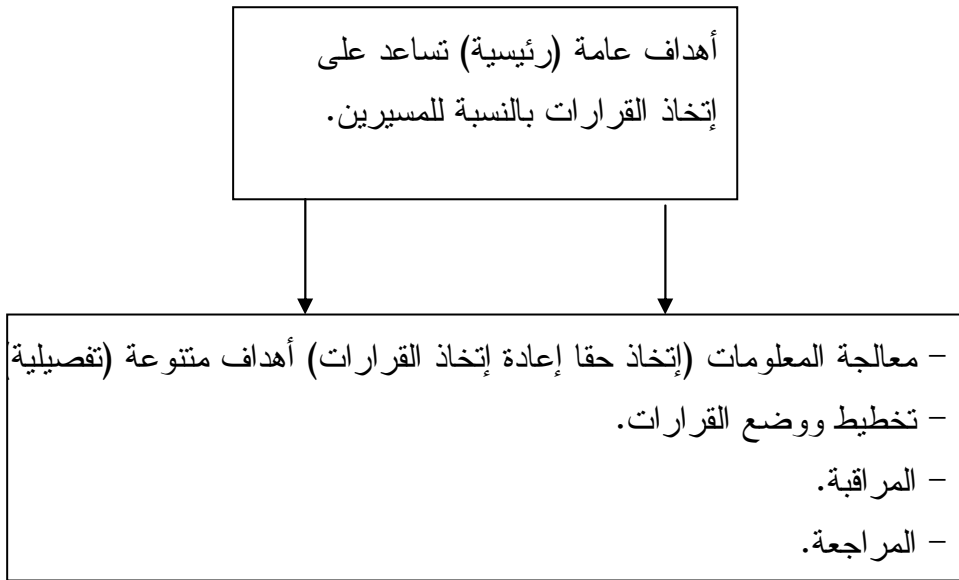 أهداف عامة (رئيسية) تساعد على
إتخاذ القرارات بالنسبة للمسيرين.
- معالجة المعلومات (إتخاذ حقا إعادة إتخاذ القرارات) أهداف متنوعة (تفصيلية)
- تخطيط ووضع القرارات.
- المراقبة.
- المراجعة.